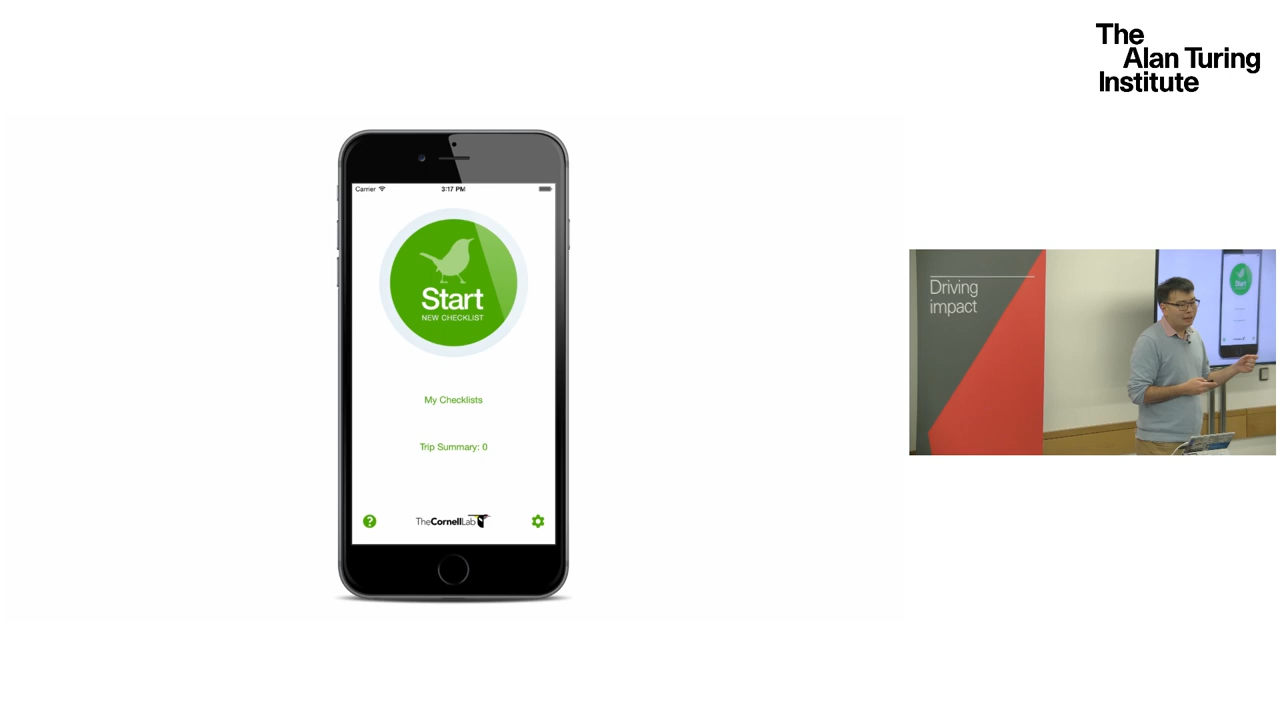 The
Alan Turing
Institute
Carrier
3:17 PM
Start
NEW CHECKLIST
My Checklists
Trip Summary: 0
?
TheCornellLab
Driving
impact
Start